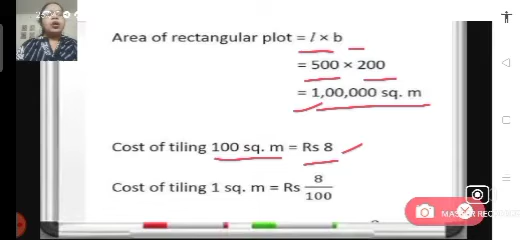 Area of rectangular plot = l × b
= 500 × 200
= 1,00,000 sq. m
Cost of tiling 100 sq. m = Rs 8
Cost of tiling 1 sq. m = Rs 8/100